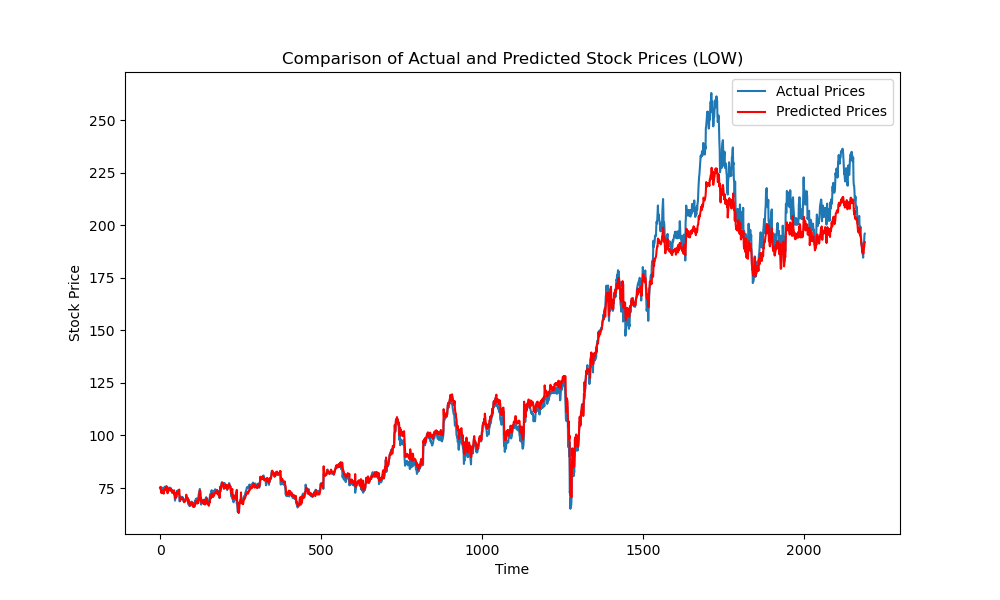 Comparison of Actual and Predicted Stock Prices (LOW)
Actual Prices
Predicted Prices
250
225
200
175
150
125
100
75
Stock Price
0 500 1000 1500 2000
Time